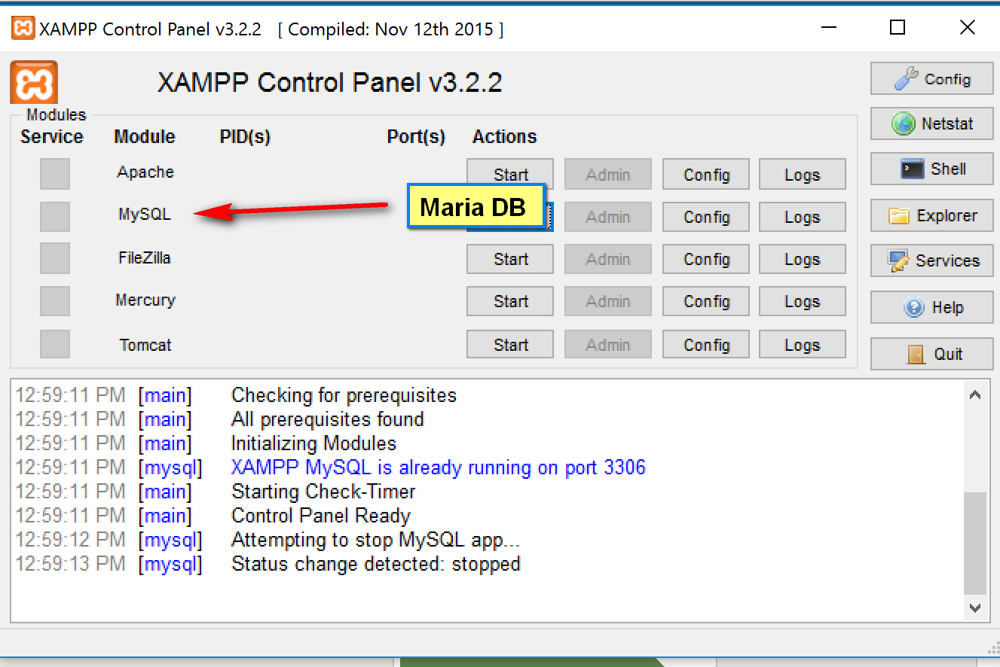 XAMPP Control Panel v3.2.2 [ Compiled: Nov 12th 2015 ]
XAMPP Control Panel v3.2.2
Config
Modules
Service Module PID(s) Port(s) Actions
Netstat
Apache Start Admin Config Logs
Shell
MySQL Maria DB Admin Config Logs
Explorer
FileZilla Start Admin Config Logs
Services
Mercury Start Admin Config Logs
Help
Tomcat Start Admin Config Logs
Quit
12:59:11 PM [main] Checking for prerequisites
12:59:11 PM [main] All prerequisites found
12:59:11 PM [main] Initializing Modules
12:59:11 PM [mysql] XAMPP MySQL is already running on port 3306
12:59:11 PM [main] Starting Check-Timer
12:59:11 PM [main] Control Panel Ready
12:59:12 PM [mysql] Attempting to stop MySQL app...
12:59:13 PM [mysql] Status change detected: stopped